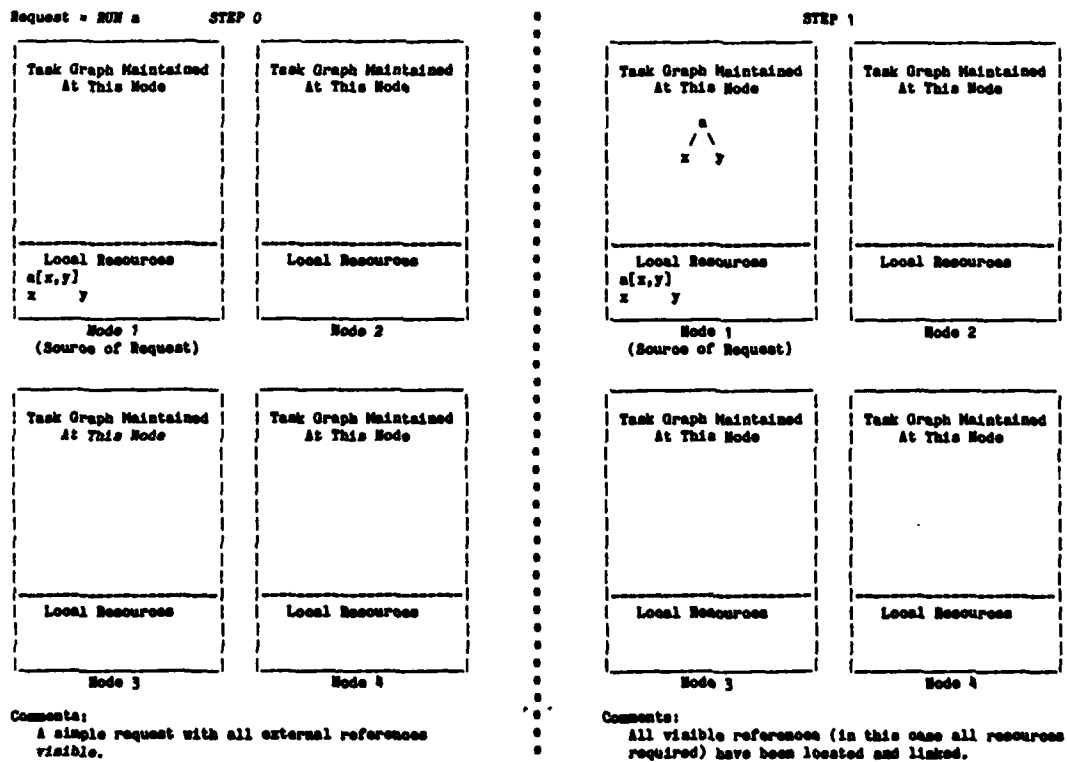 Request = RUN a STEP 0
Task Graph Maintained
At This Node
Local Resources
a[x,y]
x y
Node 1
(Source of Request)
Task Graph Maintained
At This Node
Local Resources
Node 2
Task Graph Maintained
At This Node
Local Resources
Node 3
Task Graph Maintained
At This Node
Local Resources
Node 4
Comments:
A simple request with all external references
visible.
STEP 1
Task Graph Maintained
At This Node
a
/ \
x y
Local Resources
a[x,y]
x y
Node 1
(Source of Request)
Task Graph Maintained
At This Node
Local Resources
Node 2
Task Graph Maintained
At This Node
Local Resources
Node 3
Task Graph Maintained
At This Node
Local Resources
Node 4
Comments:
All visible references (in this case all resources
required) have been located and linked.